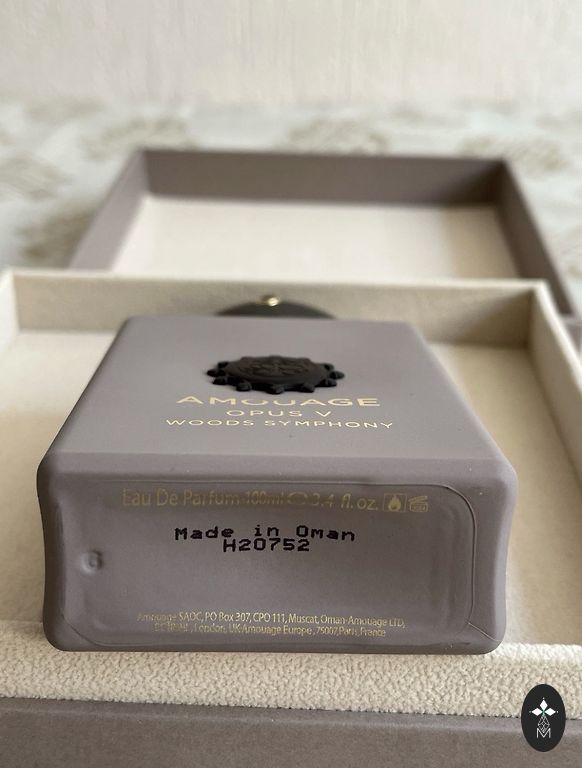 AMOUAGE
OPUS V
WOODS SYMPHONY
Eau De Parfum 100ml ℮ 3.4 fl. oz.
Made in Oman
H20752
Amouage SAOC, PO Box 307, CPO 111, Muscat, Oman-Amouage LTD,
, London, UK-Amouage Europe, 75007, Paris, France
M